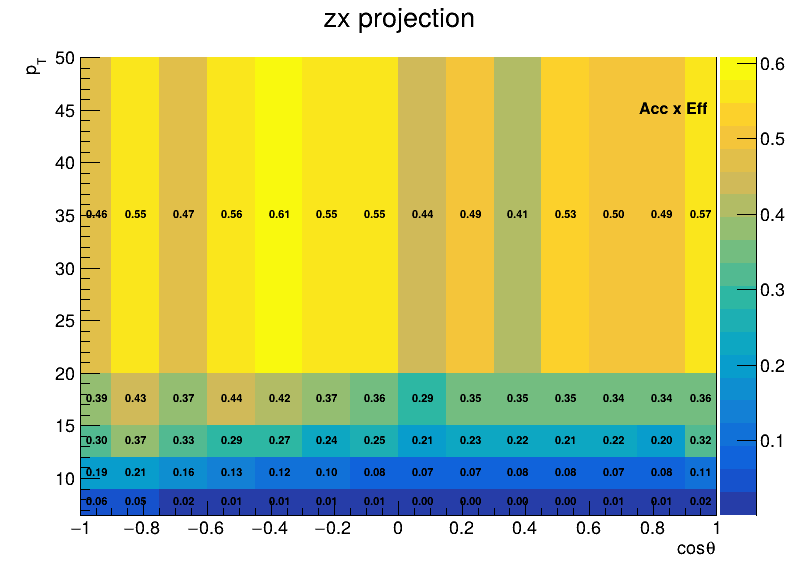 zx projection
p_T
50
45
40
35
30
25
20
15
10
Acc x Eff
0.46 0.55 0.47 0.56 0.61 0.55 0.55 0.44 0.49 0.41 0.53 0.50 0.49 0.57
0.39 0.43 0.37 0.44 0.42 0.37 0.36 0.29 0.35 0.35 0.35 0.34 0.34 0.36
0.30 0.37 0.33 0.29 0.27 0.24 0.25 0.21 0.23 0.22 0.21 0.22 0.20 0.32
0.19 0.21 0.16 0.13 0.12 0.10 0.08 0.07 0.07 0.08 0.08 0.07 0.08 0.11
0.06 0.05 0.02 0.01 0.01 0.01 0.01 0.00 0.00 0.00 0.00 0.01 0.01 0.02
−1 −0.8 −0.6 −0.4 −0.2 0 0.2 0.4 0.6 0.8 1
cosθ
0.6
0.5
0.4
0.3
0.2
0.1